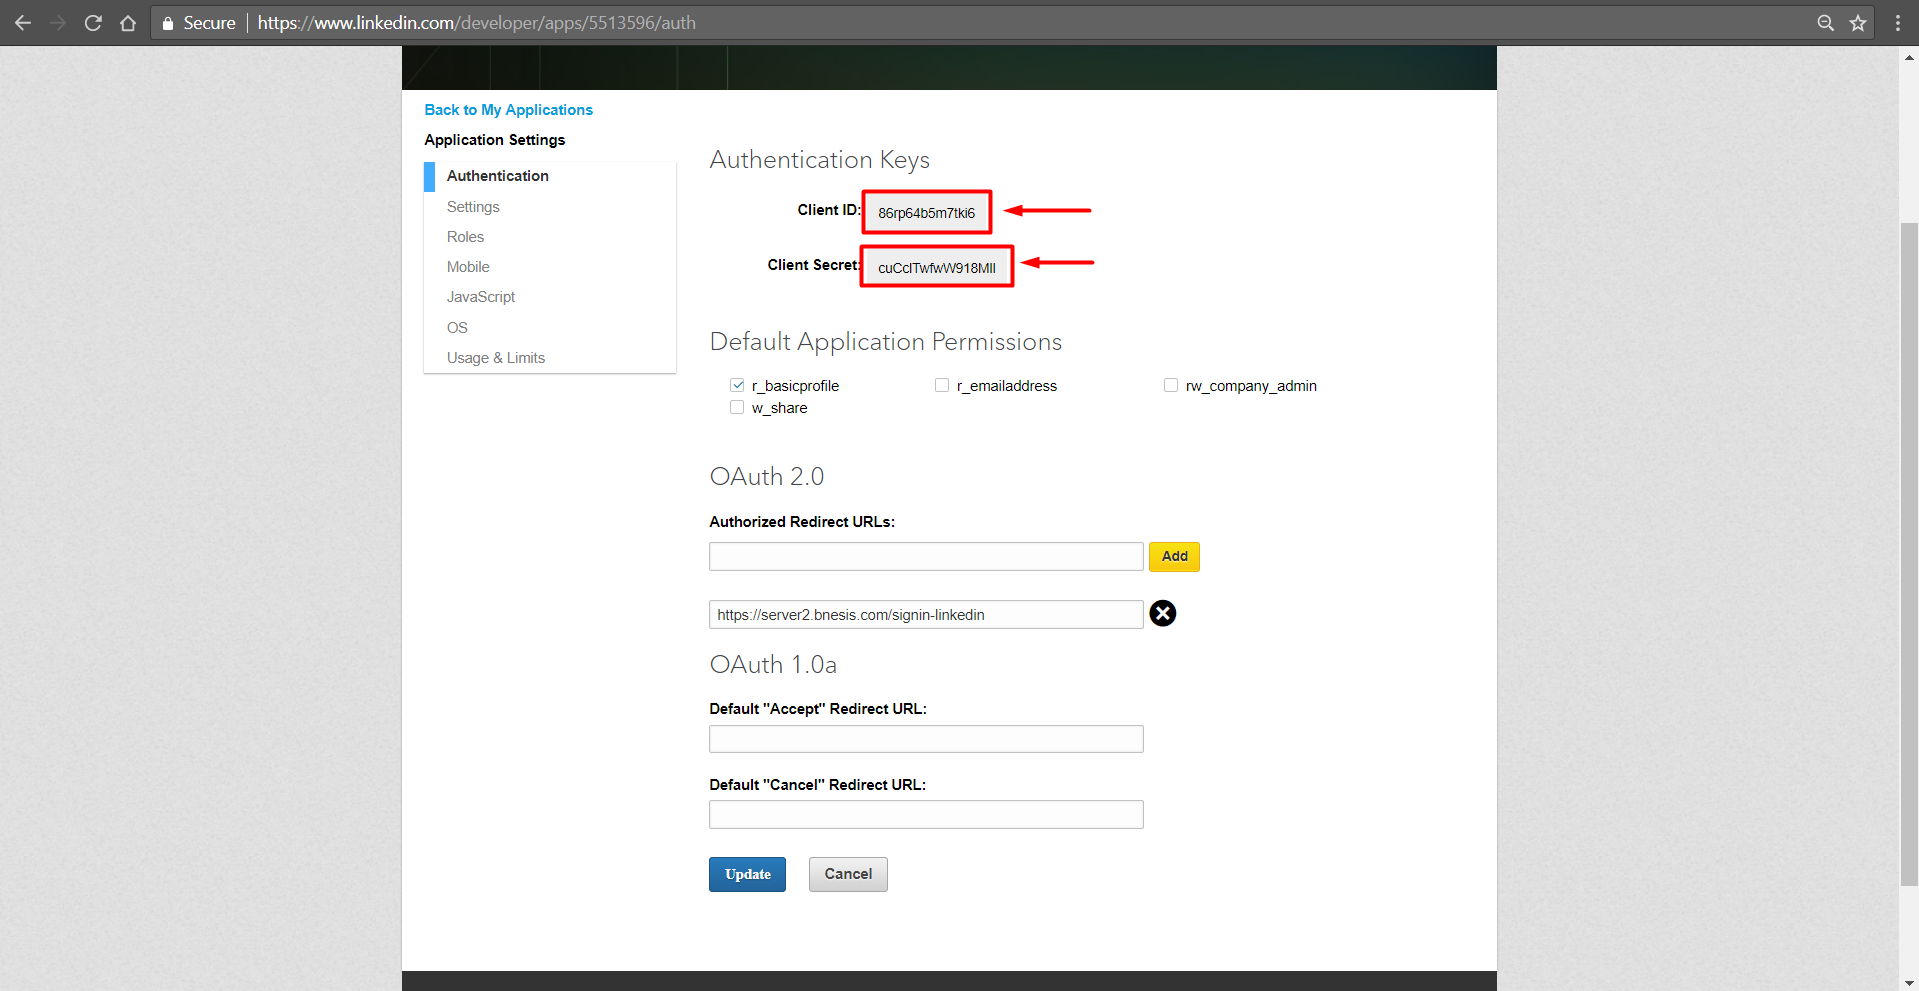 Secure https://www.linkedin.com/developer/apps/5513596/auth
Back to My Applications
Application Settings
Authentication
Settings
Roles
Mobile
JavaScript
OS
Usage & Limits
Authentication Keys
Client ID: 86rp64b5m7tki6
Client Secret:
Default Application Permissions
r_basicprofile r_emailaddress rw_company_admin
w_share
OAuth 2.0
Authorized Redirect URLs:
Add
https://server2.bnesis.com/signin-linkedin
OAuth 1.0a
Default "Accept" Redirect URL:
Default "Cancel" Redirect URL:
Update Cancel